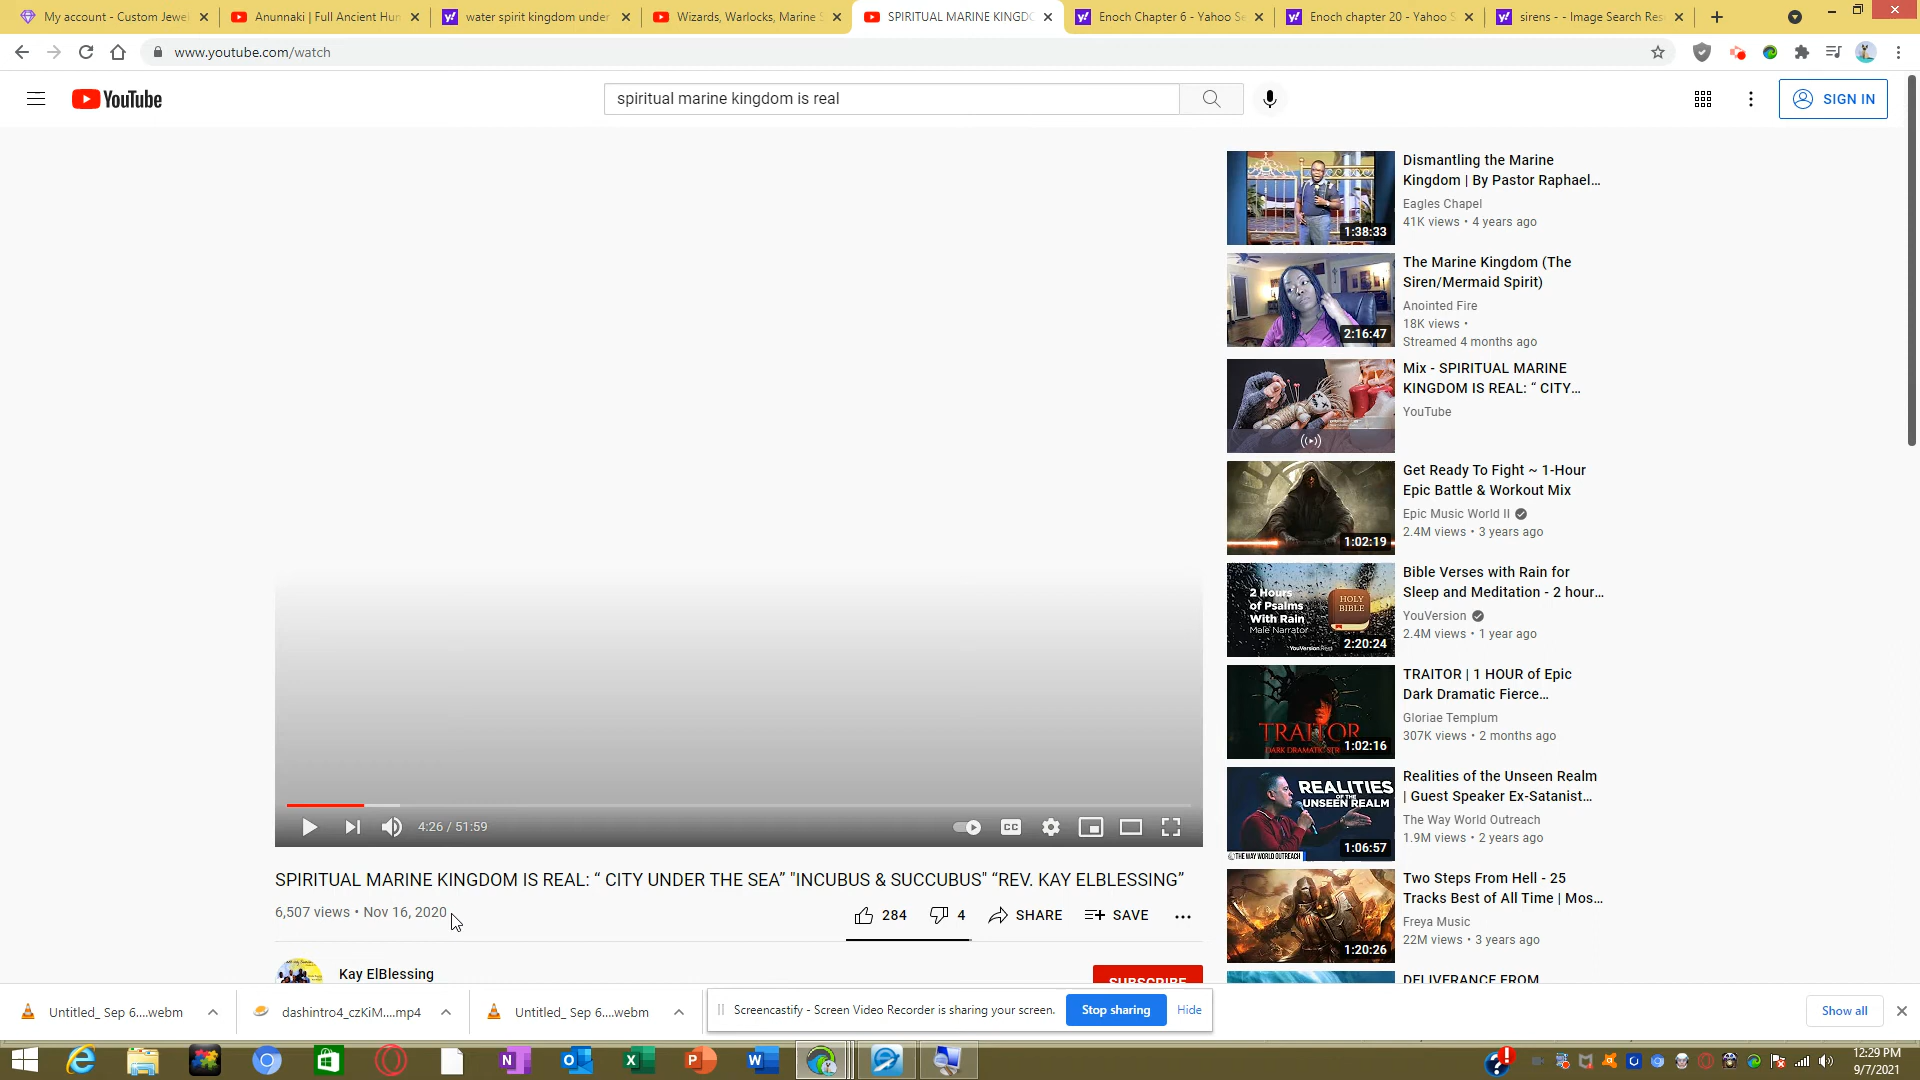 My account - Custom Jewe
Anunnaki | Full Ancient Hun
water spirit kingdom under
Wizards, Warlocks, Marine S
SPIRITUAL MARINE KINGDO
Enoch Chapter 6 - Yahoo Se
Enoch chapter 20 - Yahoo S
sirens - - Image Search Res
www.youtube.com/watch
YouTube
spiritual marine kingdom is real
SIGN IN
Dismantling the Marine
Kingdom | By Pastor Raphael...
Eagles Chapel
41K views • 4 years ago
1:38:33
The Marine Kingdom (The
Siren/Mermaid Spirit)
Anointed Fire
18K views •
Streamed 4 months ago
2:16:47
Mix - SPIRITUAL MARINE
KINGDOM IS REAL: “ CITY...
YouTube
Get Ready To Fight ~ 1-Hour
Epic Battle & Workout Mix
Epic Music World II
2.4M views • 3 years ago
1:02:19
Bible Verses with Rain for
Sleep and Meditation - 2 hour...
YouVersion
2.4M views • 1 year ago
2 Hours
of Psalms
With Rain
Male Narrator
HOLY
BIBLE
2:20:24
TRAITOR | 1 HOUR of Epic
Dark Dramatic Fierce...
Gloriae Templum
307K views • 2 months ago
TRAITOR
1:02:16
Realities of the Unseen Realm
| Guest Speaker Ex-Satanist...
The Way World Outreach
1.9M views • 2 years ago
REALITIES
OF THE
UNSEEN REALM
THE WAY WORLD OUTREACH
1:06:57
Two Steps From Hell - 25
Tracks Best of All Time | Mos...
Freya Music
22M views • 3 years ago
1:20:26
DELIVERANCE FROM
4:26 / 51:59
CC
SPIRITUAL MARINE KINGDOM IS REAL: “ CITY UNDER THE SEA” "INCUBUS & SUCCUBUS" “REV. KAY ELBLESSING”
6,507 views • Nov 16, 2020
284
4
SHARE
SAVE
Kay ElBlessing
SUBSCRIBE
Untitled_ Sep 6....webm
dashintro4_czKiM....mp4
Untitled_ Sep 6....webm
Screencastify - Screen Video Recorder is sharing your screen.
Stop sharing
Hide
Show all
12:29 PM
9/7/2021